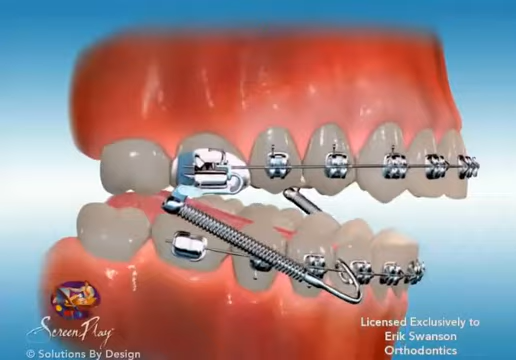 ScreenPlay
© Solutions By Design
Licensed Exclusively to
Erik Swanson
Orthodontics